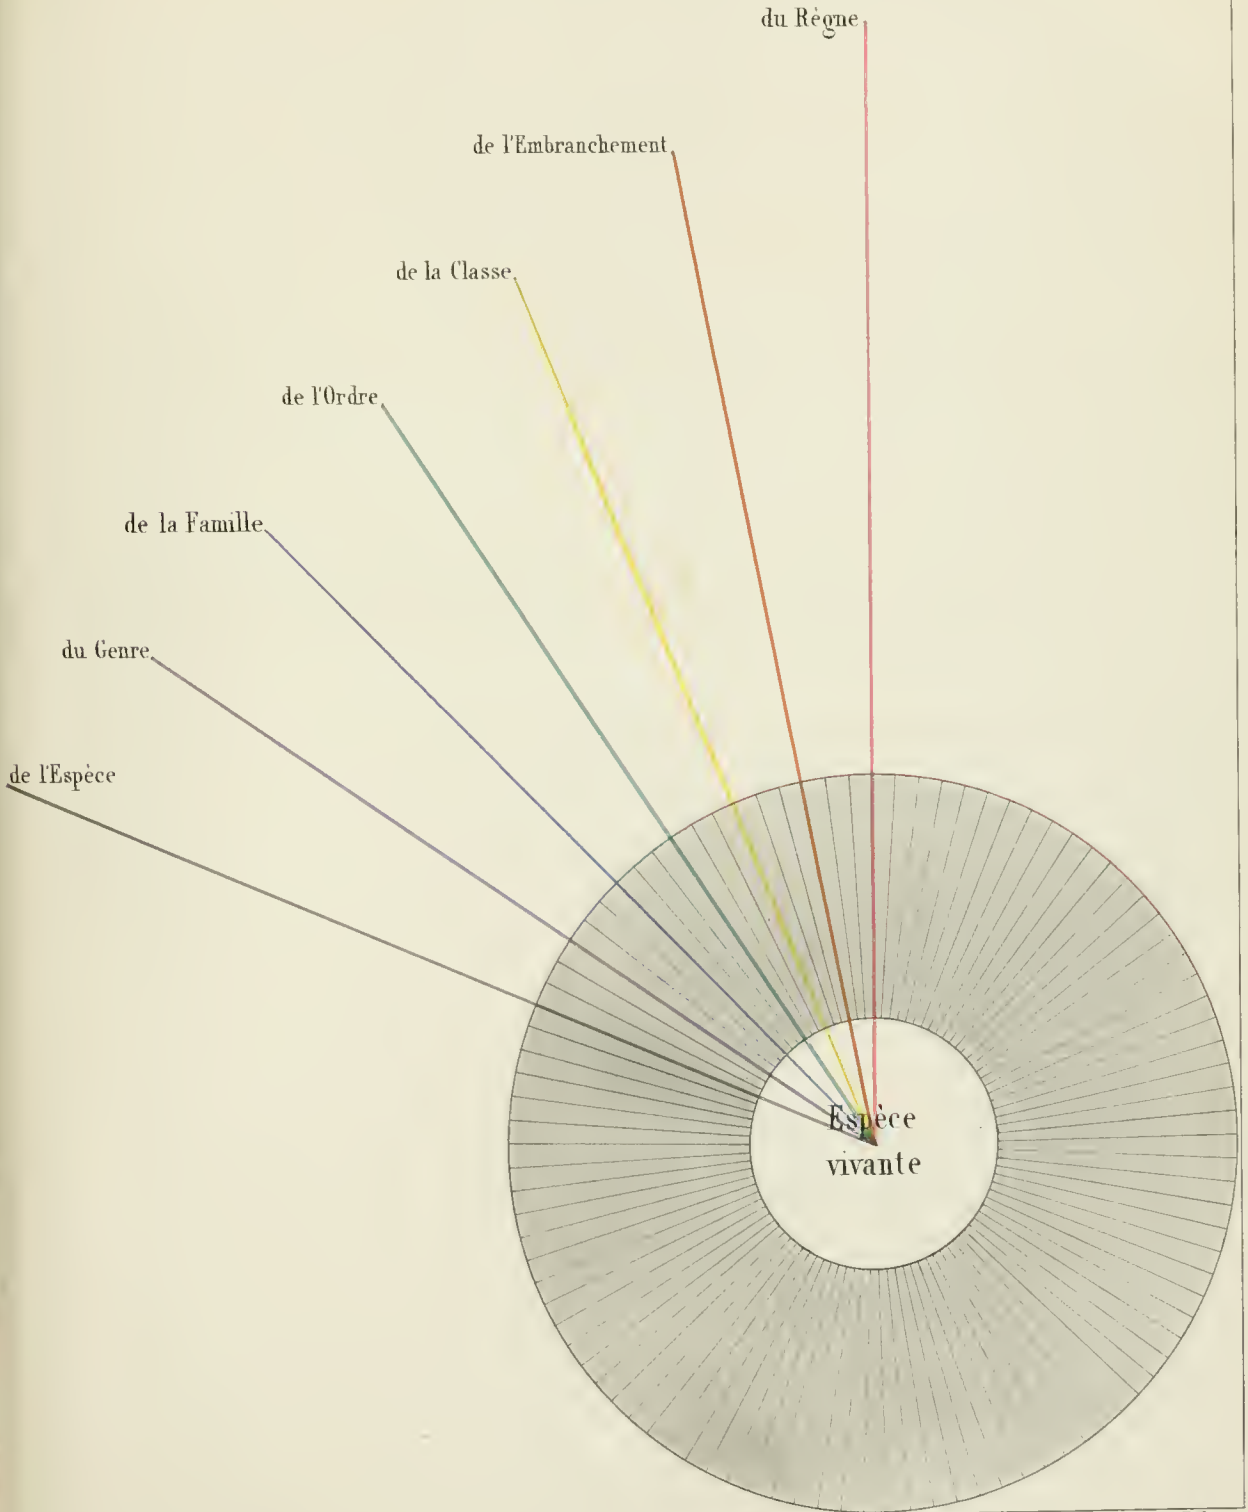 du Règne
de l'Embranchement
de la Classe
de l'Ordre
de la Famille
du Genre
de l'Espèce
Espèce
vivante